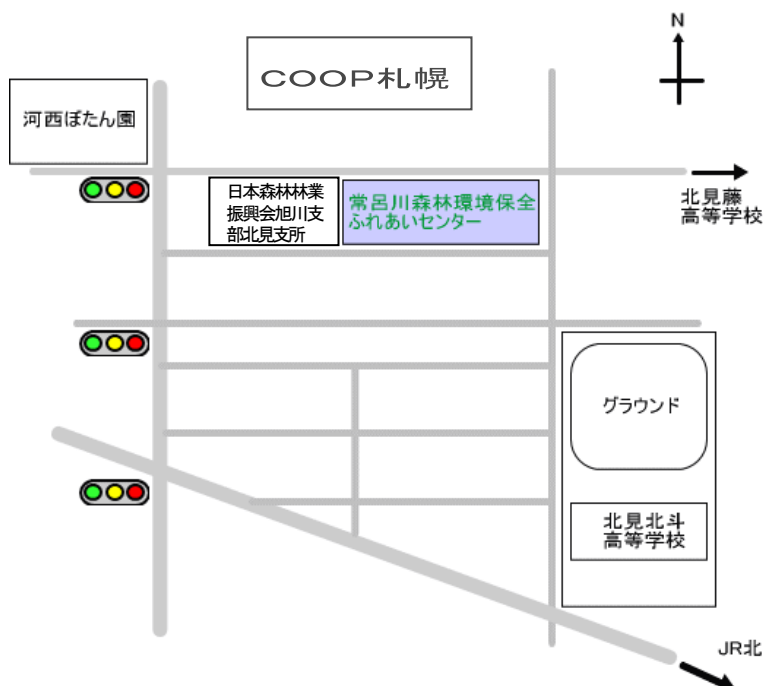 N
COOP札幌
河西ぼたん園
日本森林林業
振興会旭川支
部北見支所
常呂川森林環境保全
ふれあいセンター
北見藤
高等学校
グラウンド
北見北斗
高等学校
JR北